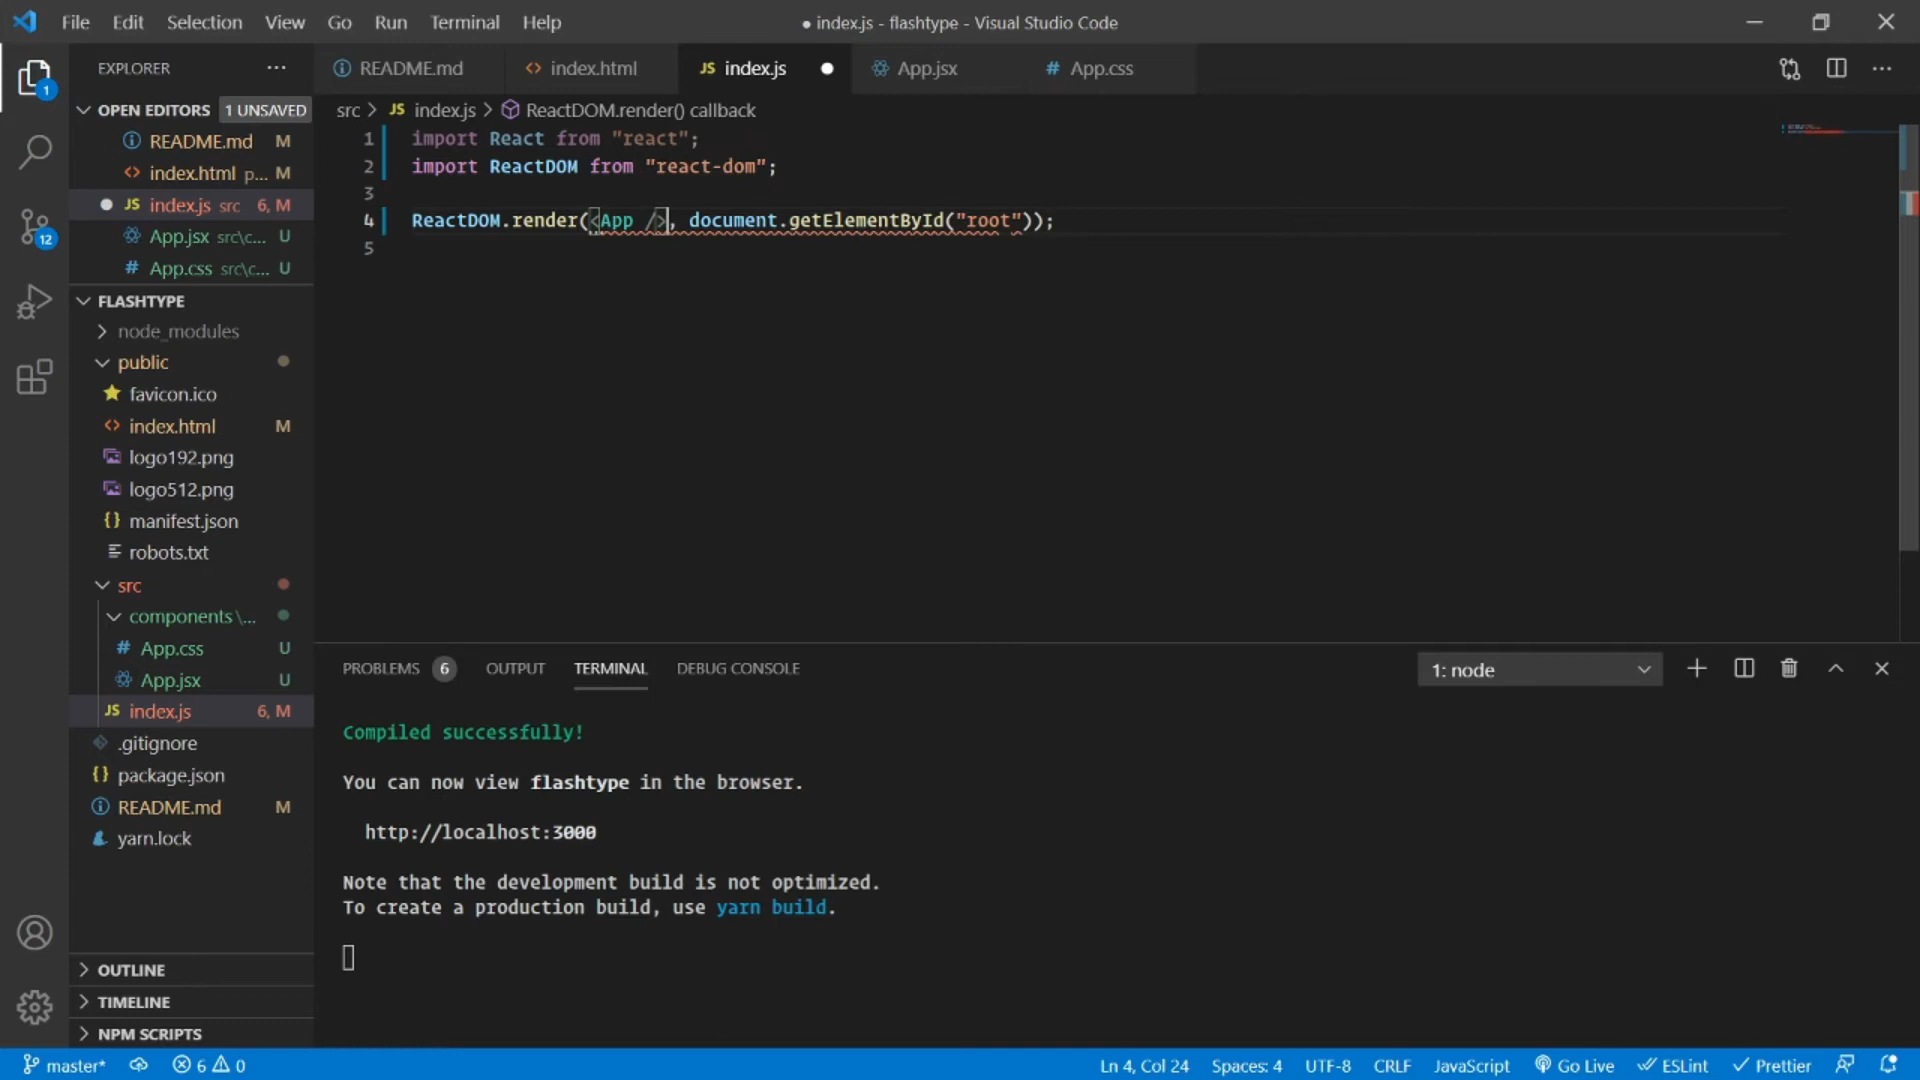 File Edit Selection View Go Run Terminal Help
● index.js - flashtype - Visual Studio Code
EXPLORER
README.md
index.html
JS index.js
App.jsx
# App.css
OPEN EDITORS 1 UNSAVED
README.md M
index.html p... M
JS index.js src 6, M
App.jsx src\c... U
# App.css src\c... U
FLASHTYPE
node_modules
public
favicon.ico
index.html M
logo192.png
logo512.png
manifest.json
robots.txt
src
components \...
# App.css U
App.jsx U
JS index.js 6, M
.gitignore
package.json
README.md M
yarn.lock
OUTLINE
TIMELINE
NPM SCRIPTS
1
12
src > JS index.js > ReactDOM.render() callback
1 import React from "react";
2 import ReactDOM from "react-dom";
3
4 ReactDOM.render(<App />, document.getElementById("root"));
5
PROBLEMS 6 OUTPUT TERMINAL DEBUG CONSOLE
1: node
Compiled successfully!
You can now view flashtype in the browser.
http://localhost:3000
Note that the development build is not optimized.
To create a production build, use yarn build.
master* 6 0
Ln 4, Col 24 Spaces: 4 UTF-8 CRLF JavaScript Go Live ESLint Prettier